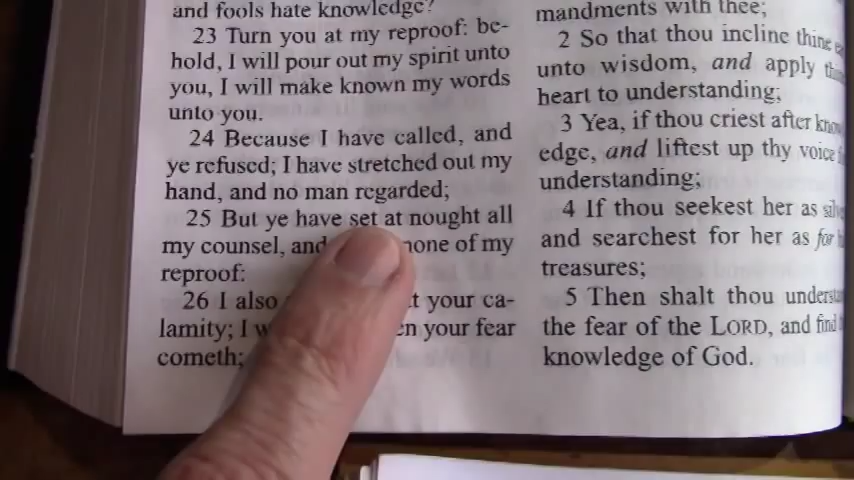 and fools hate knowledge?
23 Turn you at my reproof: be-
hold, I will pour out my spirit unto
you, I will make known my words
unto you.
24 Because I have called, and
ye refused; I have stretched out my
hand, and no man regarded;
25 But ye have set at nought all
my counsel, and none of my
reproof:
26 I also t your ca-
lamity; I w en your fear
cometh;
mandments with thee;
2 So that thou incline thine
unto wisdom, and apply
heart to understanding;
3 Yea, if thou criest after know
edge, and liftest up thy voice
understanding;
4 If thou seekest her as
and searchest for her as for
treasures;
5 Then shalt thou understa
the fear of the LORD, and find
knowledge of God.